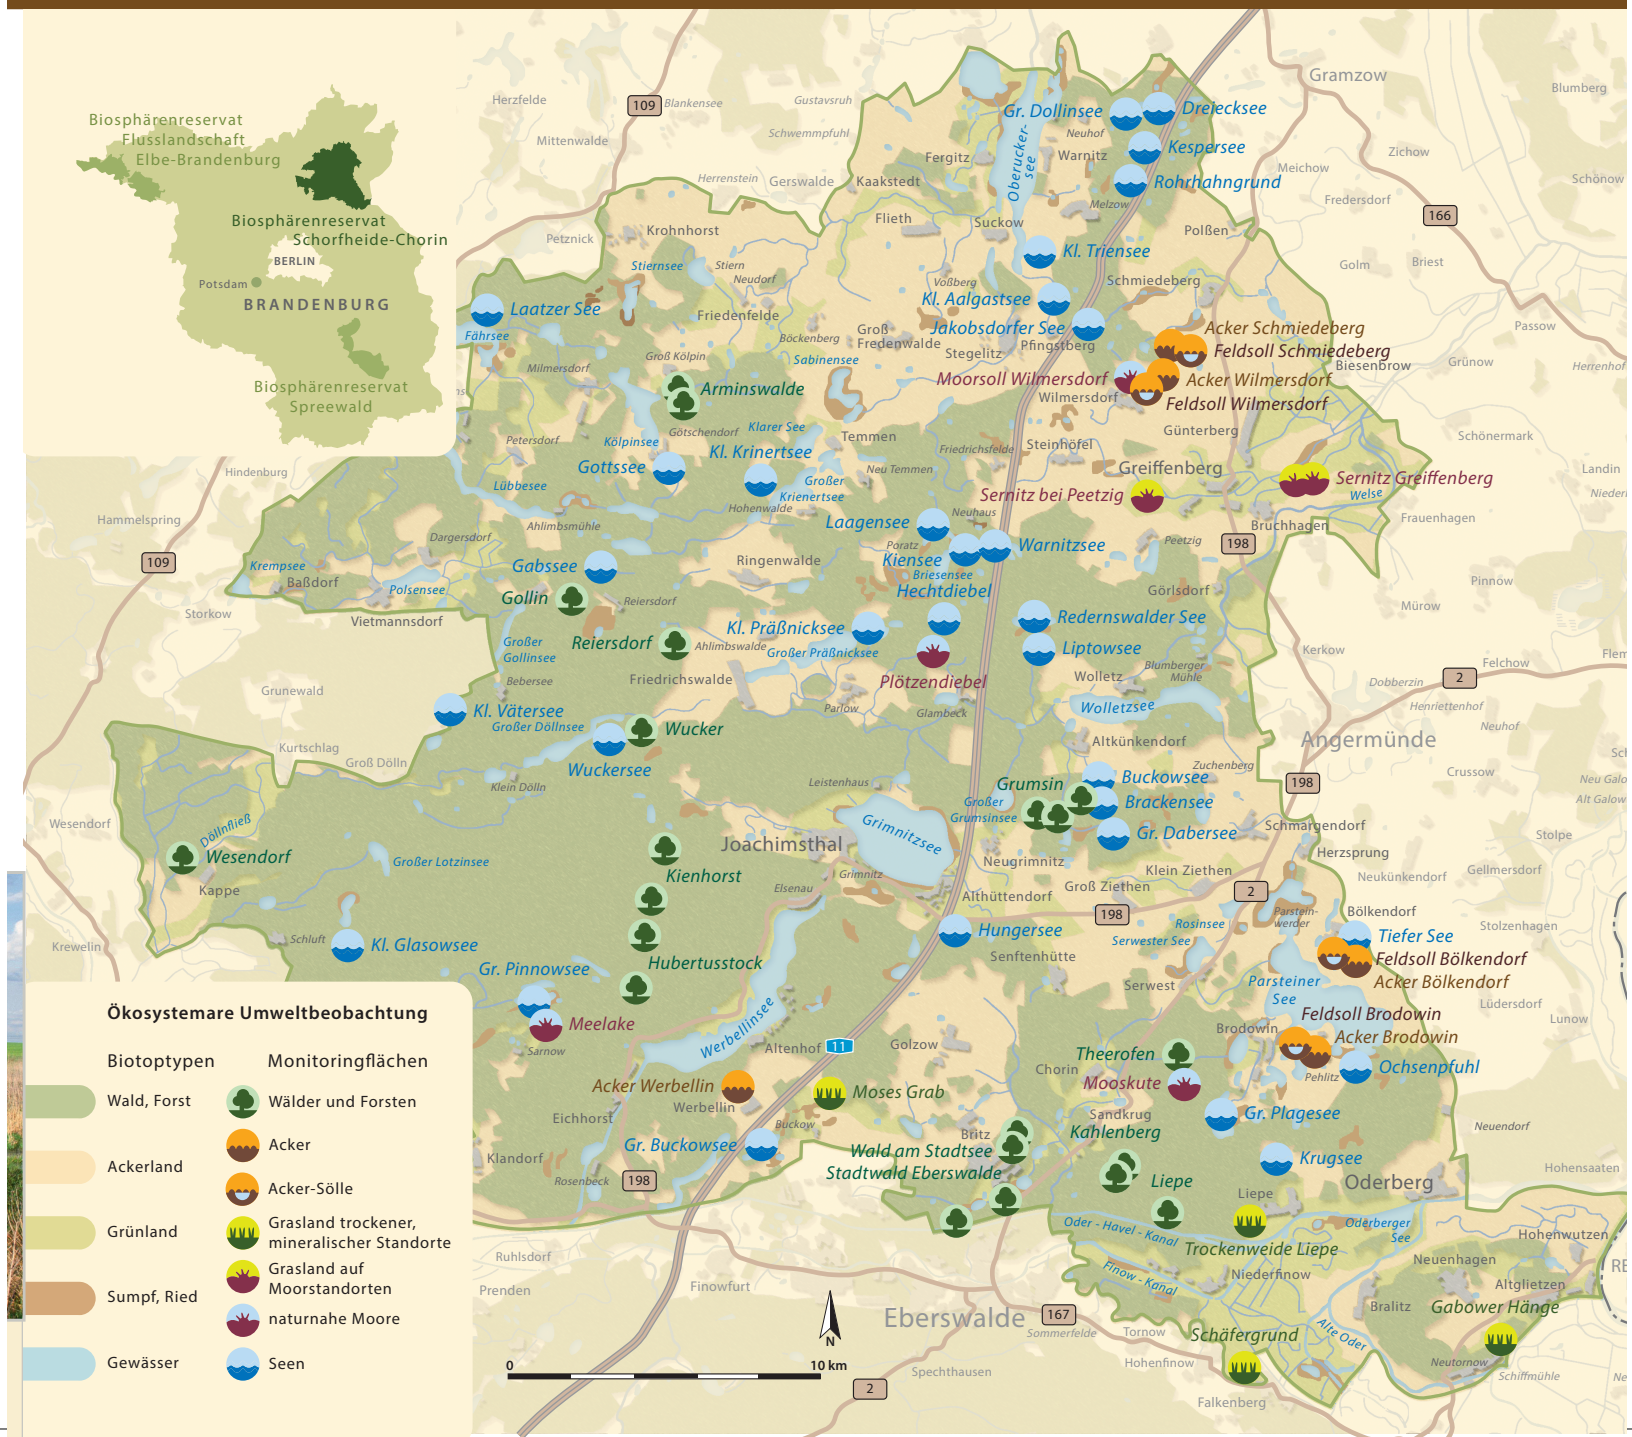 Biosphärenreservat
Flusslandschaft
Elbe-Brandenburg
Biosphärenreservat
Schorfheide-Chorin
BERLIN
Potsdam
BRANDENBURG
Biosphärenreservat
Spreewald
Herzfelde
109
Blankensee
Gustavsruh
Mittenwalde
Schwemmpfuhl
Herrenstein
Gerswalde
Kaakstedt
Fergitz
Flieth
Suckow
Petznick
Krohnhorst
Stiernsee
Stiern
Neudorf
Friedenfelde
Gr. Dollinsee
Dreiecksee
Oberucker-
see
Neuhof
Warnitz
Kespersee
Rohrhahngrund
Melzow
Gramzow
Blumberg
Zichow
Meichow
Schönow
Fredersdorf
166
Polßen
Golm
Briest
Kl. Triensee
Voßberg
Schmiedeberg
Kl. Aalgastsee
Jakobsdorfer See
Pfingstberg
Stegelitz
Groß
Fredenwalde
Böckenberg
Sabinensee
Laatzer See
Fährsee
Milmersdorf
Groß Kölpin
Arminswalde
Acker Schmiedeberg
Feldsoll Schmiedeberg
Biesenbrow
Passow
Grünow
Herrenhof
Moorsoll Wilmersdorf
Wilmersdorf
Acker Wilmersdorf
Feldsoll Wilmersdorf
Günterberg
Schönermark
Landin
Petersdorf
Kölpinsee
Götschendorf
Klarer See
Temmen
Kl. Krinertsee
Gottssee
Lübbesee
Neu Temmen
Großer
Krienertsee
Hohenwalde
Friedrichsfelde
Steinhöfel
Greiffenberg
Sernitz bei Peetzig
Sernitz Greiffenberg
Welse
Frauenhagen
Bruchhagen
198
Peetzig
Hindenburg
Hammelspring
109
Ahlimbsmühle
Dargersdorf
Krempsee
Baßdorf
Polsensee
Storkow
Vietmannsdorf
Gabssee
Gollin
Reiersdorf
Ringenwalde
Laagensee
Neuhaus
Poratz
Kiensee
Warnitzsee
Briesensee
Hechtdiebel
Görlsdorf
Pinnow
Mürow
Redernswalder See
Liptowsee
Kl. Präßnicksee
Großer Präßnicksee
Plötzendiebel
Reiersdorf
Ahlimbswalde
Friedrichswalde
Großer
Gollinsee
Bebersee
Parlow
Glambeck
Wolletz
Blumberger
Mühle
Wolletzsee
Kerkow
Felchow
2
Dobberzin
Henriettenhof
Neuhof
Angermünde
Altkünkendorf
Crussow
Grunewald
Kurtschlag
Groß Dölln
Kl. Vätersee
Großer Döllnsee
Wucker
Wuckersee
Klein Dölln
Leistenhaus
Zuchenberg
198
Neu Galo
Alt Galow
Stolpe
Grumsin
Großer
Grumsinsee
Buckowsee
Brackensee
Gr. Dabersee
Schmargendorf
Herzsprung
Neukünkendorf
Gellmersdorf
Wesendorf
Döllnfließ
Wesendorf
Kappe
Großer Lotzinsee
Joachimsthal
Grimnitzsee
Grimnitz
Elsenau
Kienhorst
Neugrimnitz
Althüttendorf
Groß Ziethen
Klein Ziethen
2
198
Krewelin
Schluft
Kl. Glasowsee
Gr. Pinnowsee
Hubertusstock
Hungersee
Senftenhütte
Serwester See
Rosinsee
Parstein-
werder
Bölkendorf
Stolzenhagen
Tiefer See
Feldsoll Bölkendorf
Acker Bölkendorf
Serwest
Parsteiner
See
Lüdersdorf
Lunow
Meelake
Sarnow
Werbellinsee
Altenhof
11
Golzow
Feldsoll Brodowin
Brodowin
Acker Brodowin
Pehlitz
Ochsenpfuhl
Theerofen
Chorin
Mooskute
Sandkrug
Gr. Plagesee
Kahlenberg
Krugsee
Acker Werbellin
Werbellin
Moses Grab
Buckow
Eichhorst
Gr. Buckowsee
Klandorf
Rosenbeck
198
Britz
Wald am Stadtsee
Stadtwald Eberswalde
Liepe
Liepe
Oderberg
Oderberger
See
Neuendorf
Hohensaaten
Hohenwutzen
Neuenhagen
Altglietzen
Gabower Hänge
Bralitz
Neutornow
Schiffmühle
Oder - Havel - Kanal
Finow - Kanal
Trockenweide Liepe
Niederfinow
Alte Oder
Schäfergrund
Falkenberg
Hohenfinow
Tornow
Sommerfelde
167
Eberswalde
Finowfurt
Ruhlsdorf
Prenden
Spechthausen
2
N
0
10 km
Ökosystemare Umweltbeobachtung
Biotoptypen
Wald, Forst
Ackerland
Grünland
Sumpf, Ried
Gewässer
Monitoringflächen
Wälder und Forsten
Acker
Acker-Sölle
Grasland trockener,
mineralischer Standorte
Grasland auf
Moorstandorten
naturnahe Moore
Seen